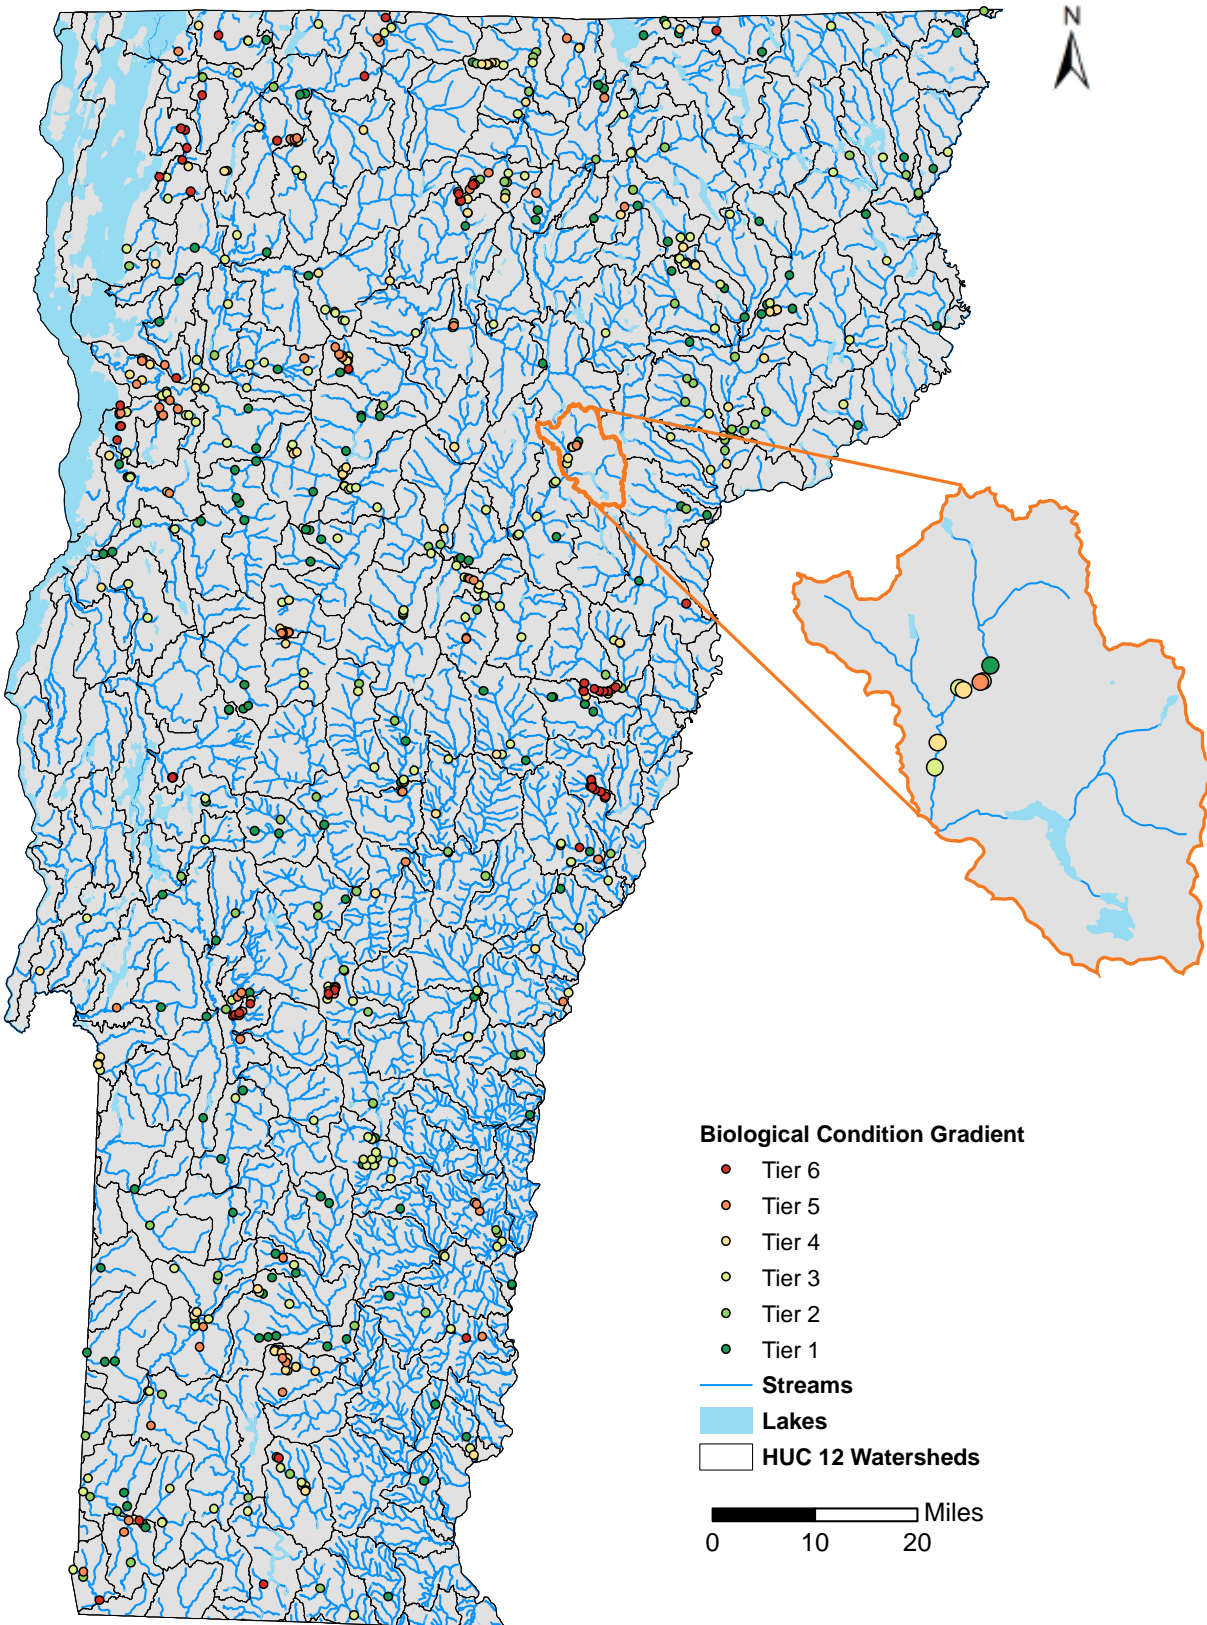 N
Biological Condition Gradient
Tier 6
Tier 5
Tier 4
Tier 3
Tier 2
Tier 1
Streams
Lakes
HUC 12 Watersheds
Miles
0 10 20